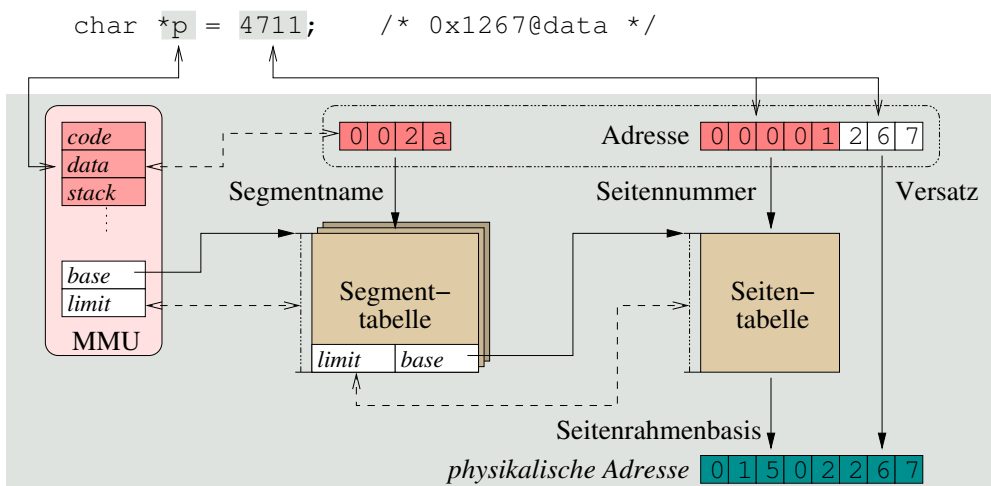 char *p = 4711; /* 0x1267@data */
code
data
stack
base
limit
MMU
0 0 2 a
Adresse 0 0 0 0 1 2 6 7
Segmentname
Seitennummer
Versatz
Segment−
tabelle
limit base
Seiten−
tabelle
Seitenrahmenbasis
physikalische Adresse 0 1 5 0 2 2 6 7